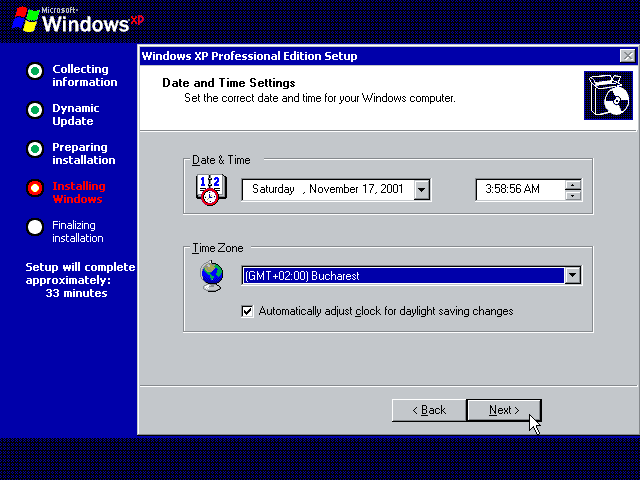 Microsoft
Windows xp
Windows XP Professional Edition Setup
Collecting
information
Dynamic
Update
Preparing
installation
Installing
Windows
Finalizing
installation
Setup will complete
approximately:
33 minutes
Date and Time Settings
Set the correct date and time for your Windows computer.
Date & Time
12
Saturday , November 17, 2001
3:58:56 AM
Time Zone
(GMT+02:00) Bucharest
Automatically adjust clock for daylight saving changes
< Back
Next >